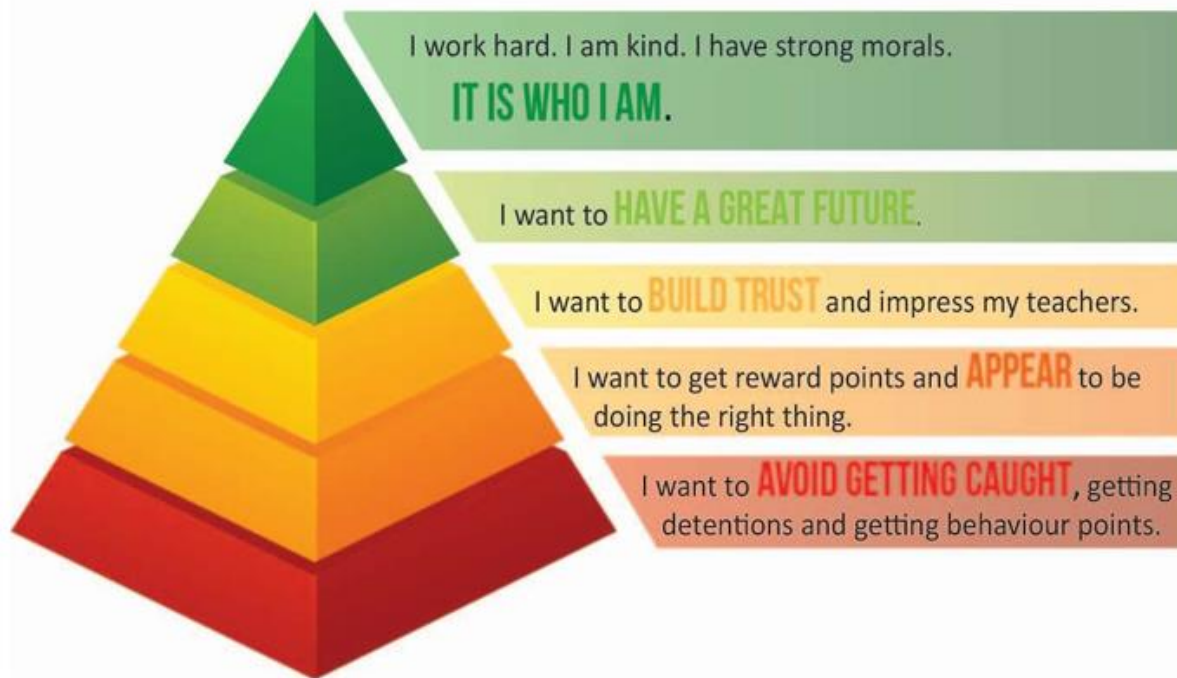 I work hard. I am kind. I have strong morals.
IT IS WHO I AM.
I want to HAVE A GREAT FUTURE.
I want to BUILD TRUST and impress my teachers.
I want to get reward points and APPEAR to be
doing the right thing.
I want to AVOID GETTING CAUGHT, getting
detentions and getting behaviour points.